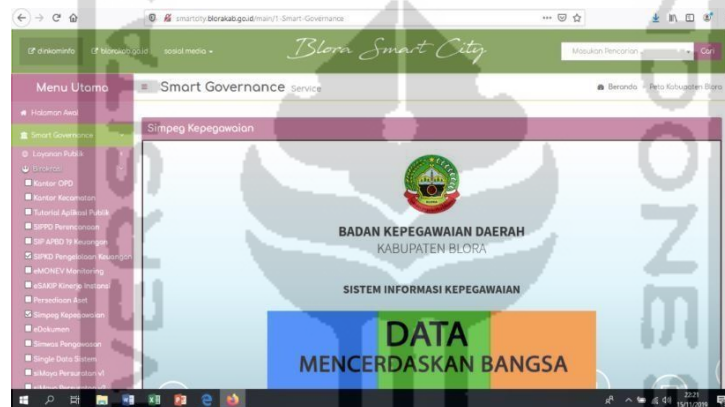 smartcity.blorakab.go.id/main/1-Smart-Governance
dinkominfo
blorakab.go.id
sosial media
Blora Smart City
Masukan Pencarian
Cari
Menu Utama
Smart Governance Service
Beranda
Peta Kabupaten Blora
Halaman Awal
Smart Governance
Layanan Publik
Birokrasi
Kantor OPD
Kantor Kecamatan
Tutorial Aplikasi Publik
SIPPD Perencanaan
SIP APBD N Keuangan
SIPKD Pengelolaan Keuangan
eMONEV Monitoring
eSAKIP Kinerja Instansi
Persediaan Aset
Simpeg Kepegawaian
eDokumen
Simwas Pengawasan
Single Data Sistem
siMaya Persuratan v1
Simpeg Kepegawaian
BADAN KEPEGAWAIAN DAERAH
KABUPATEN BLORA
SISTEM INFORMASI KEPEGAWAIAN
DATA
MENCERDASKAN BANGSA
22:21
15/11/2019